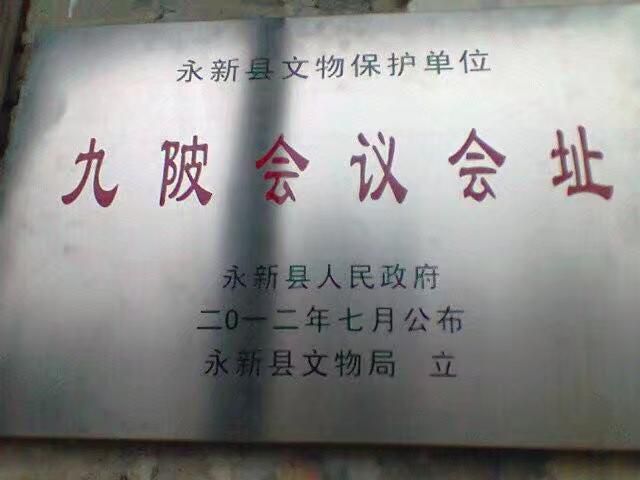 永新县文物保护单位
九陂会议会址
永新县人民政府
二0一二年七月公布
永新县文物局 立